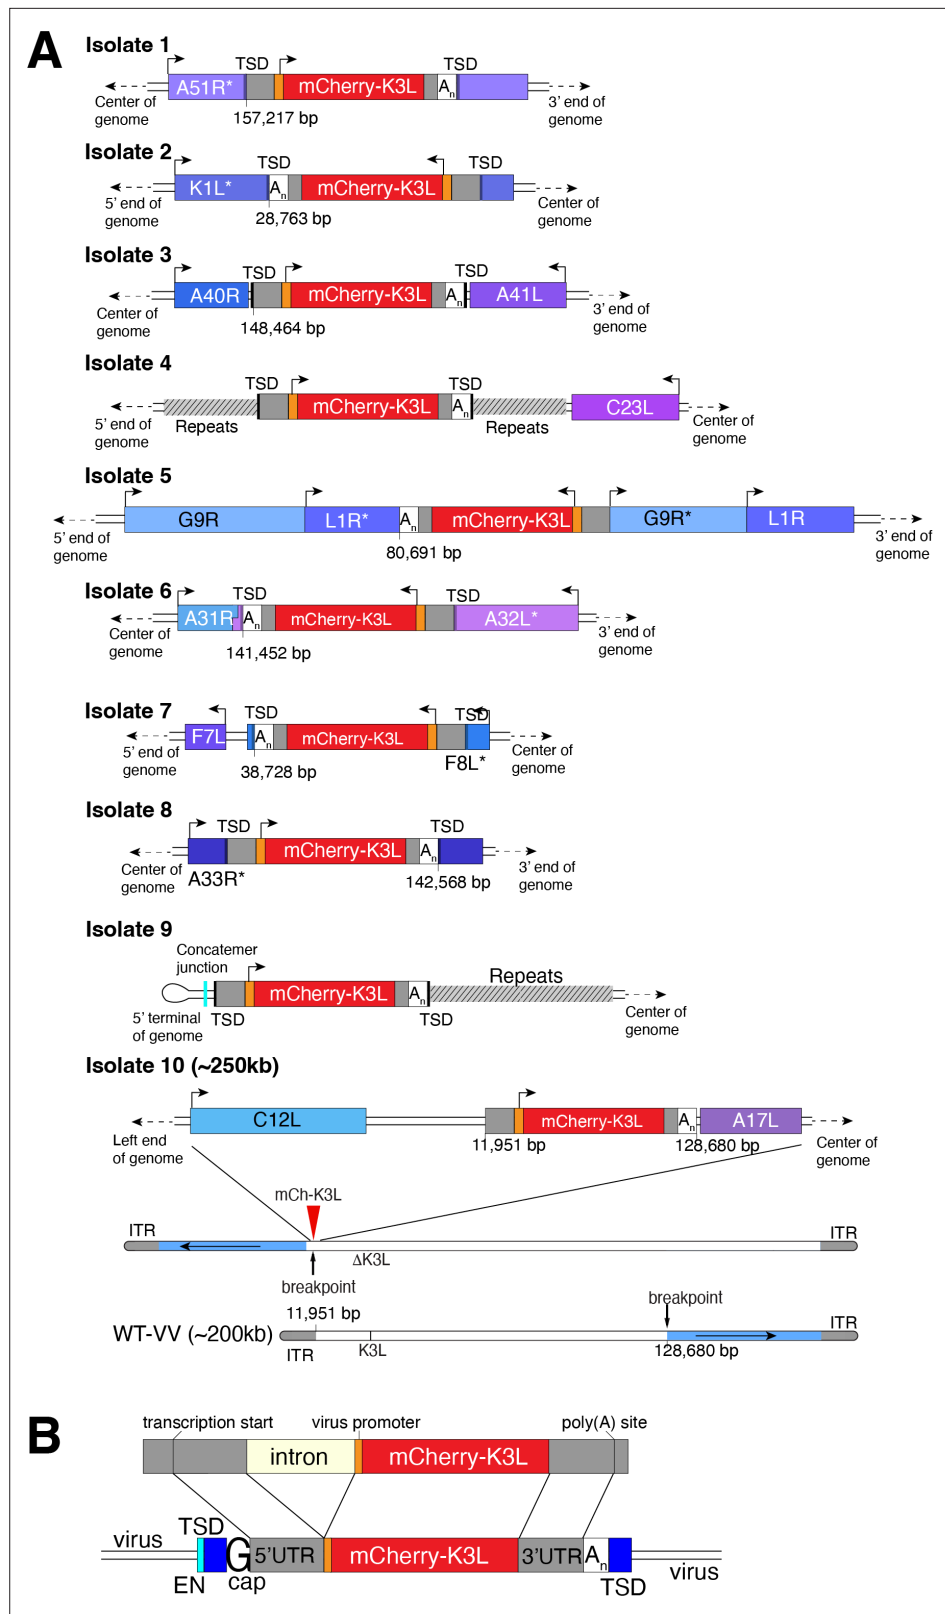 A
Isolate 1
TSD TSD
A51R* mCherry-K3L An
Center of genome
3' end of genome
157,217 bp
Isolate 2
TSD TSD
K1L* An mCherry-K3L
5' end of genome
Center of genome
28,763 bp
Isolate 3
TSD TSD
A40R mCherry-K3L An A41L
Center of genome
3' end of genome
148,464 bp
Isolate 4
TSD TSD
mCherry-K3L An C23L
5' end of genome
Repeats Repeats
Center of genome
Isolate 5
G9R L1R* An mCherry-K3L G9R* L1R
5' end of genome
3' end of genome
80,691 bp
Isolate 6
TSD TSD
A31R An mCherry-K3L A32L*
Center of genome
3' end of genome
141,452 bp
Isolate 7
TSD TSD
F7L An mCherry-K3L
5' end of genome
Center of genome
38,728 bp
F8L*
Isolate 8
TSD TSD
mCherry-K3L An
Center of genome
A33R*
142,568 bp
3' end of genome
Isolate 9
Concatemer junction
Repeats
mCherry-K3L An
5' terminal of genome
TSD TSD
Center of genome
Isolate 10 (~250kb)
C12L mCherry-K3L An A17L
Left end of genome
11,951 bp
128,680 bp
Center of genome
mCh-K3L
ITR ITR
ΔK3L
breakpoint
11,951 bp
breakpoint
WT-VV (~200kb)
ITR
K3L
128,680 bp
ITR
B
transcription start
virus promoter
poly(A) site
intron mCherry-K3L
virus
TSD
G
5'UTR mCherry-K3L 3'UTR An
EN
cap
TSD
virus